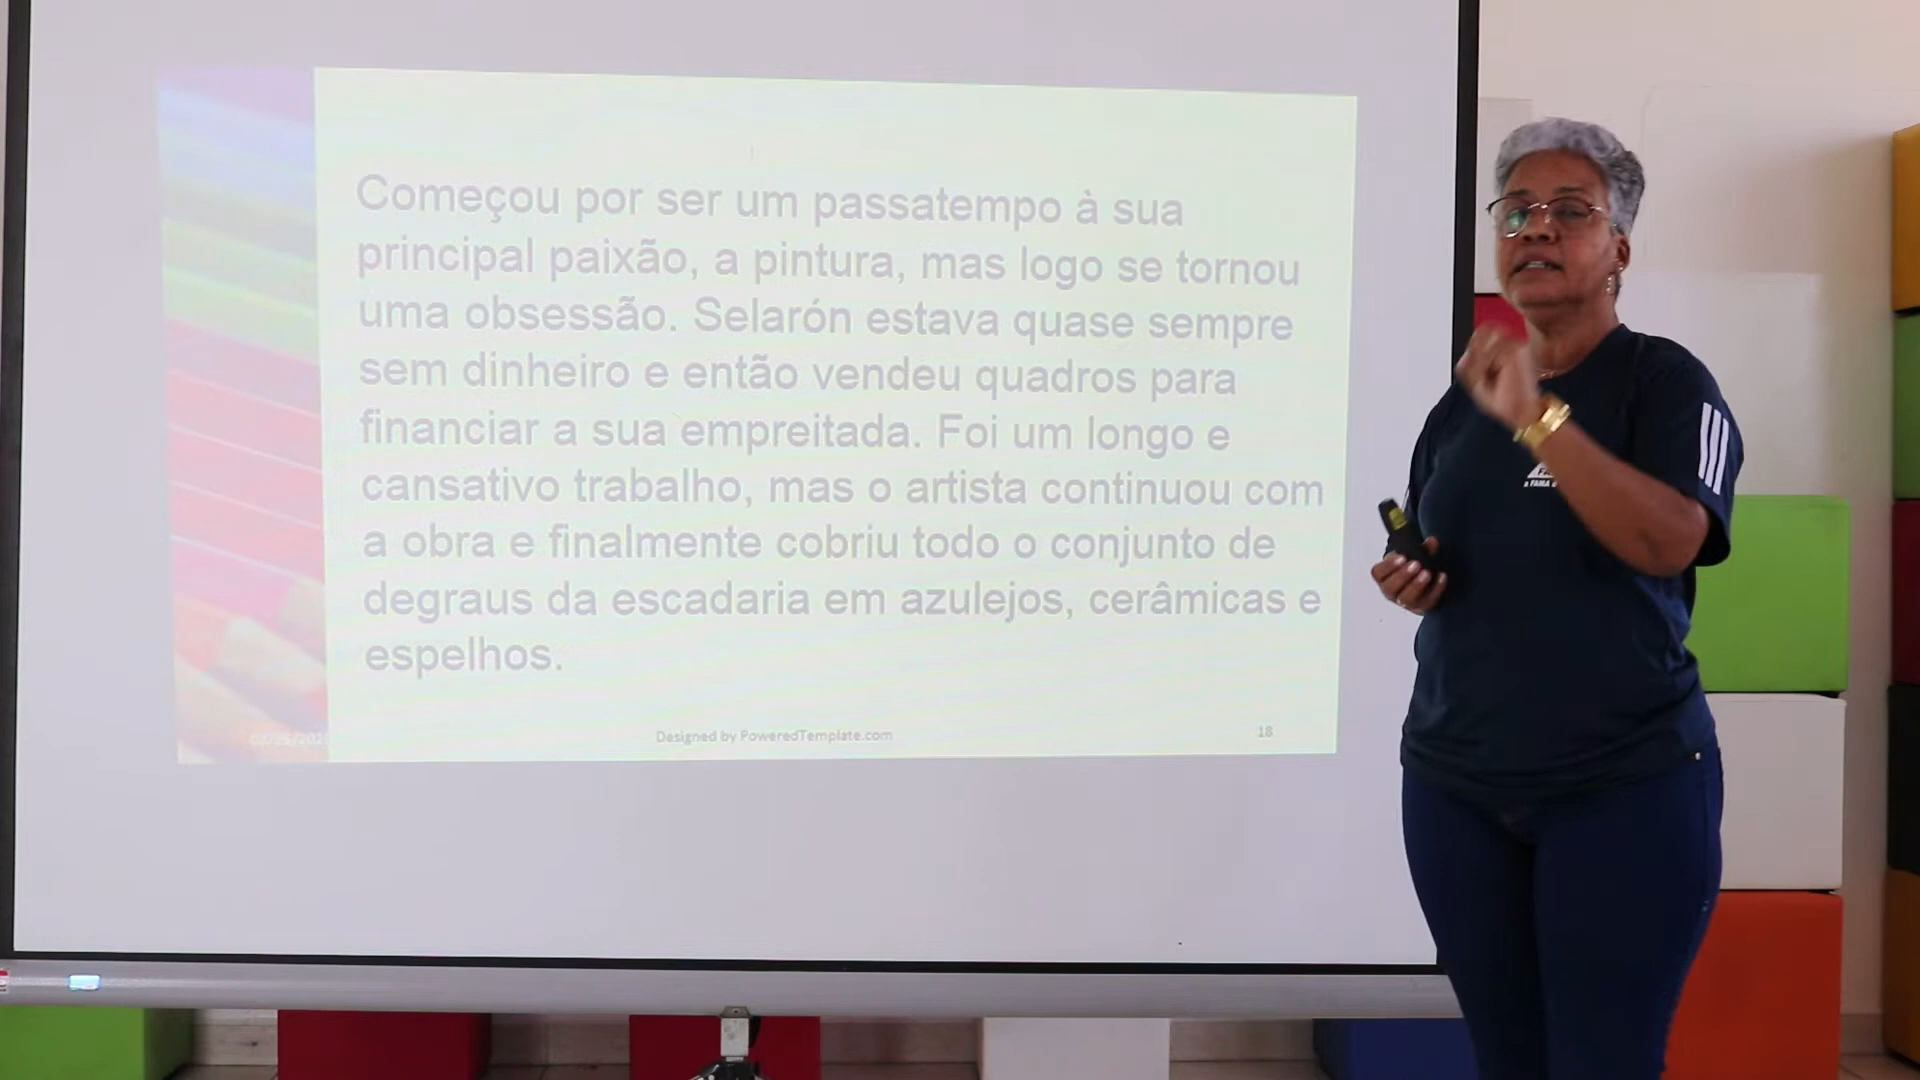 Começou por ser um passatempo à sua
principal paixão, a pintura, mas logo se tornou
uma obsessão. Selarón estava quase sempre
sem dinheiro e então vendeu quadros para
financiar a sua empreitada. Foi um longo e
cansativo trabalho, mas o artista continuou com
a obra e finalmente cobriu todo o conjunto de
degraus da escadaria em azulejos, cerâmicas e
espelhos.
Designed by PoweredTemplate.com
18